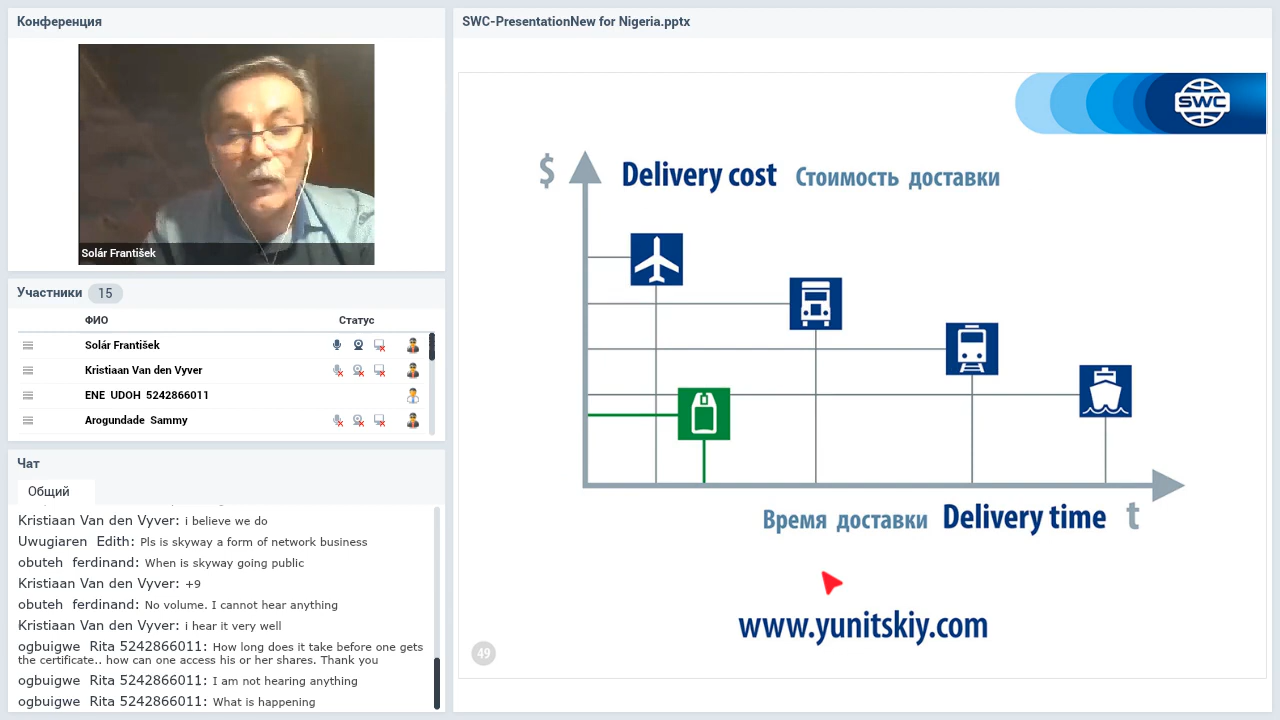 Конференция
Solár František
Участники 15
ФИО Статус
Solár František
Kristiaan Van den Vyver
ENE UDOH 5242866011
Arogundade Sammy
Чат
Общий
Kristiaan Van den Vyver: i believe we do
Uwugiaren Edith: Pls is skyway a form of network business
obuteh ferdinand: When is skyway going public
Kristiaan Van den Vyver: +9
obuteh ferdinand: No volume. I cannot hear anything
Kristiaan Van den Vyver: i hear it very well
ogbuigwe Rita 5242866011: How long does it take before one gets
the certificate.. how can one access his or her shares. Thank you
ogbuigwe Rita 5242866011: I am not hearing anything
ogbuigwe Rita 5242866011: What is happening
SWC-PresentationNew for Nigeria.pptx
SWC
$ Delivery cost Стоимость доставки
Время доставки Delivery time t
www.yunitskiy.com
49